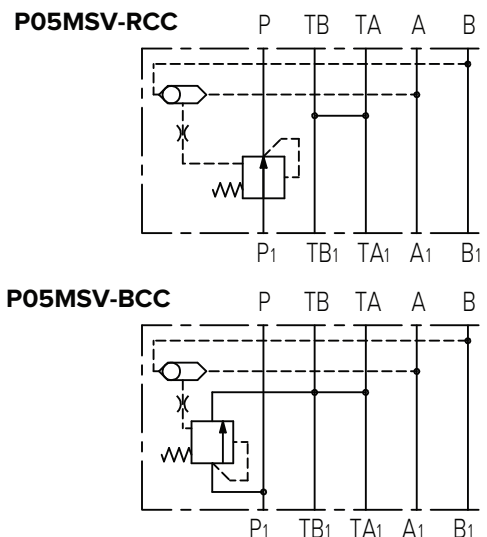 P05MSV-RCC P TB TA A B
P1 TB1 TA1 A1 B1
P05MSV-BCC P TB TA A B
P1 TB1 TA1 A1 B1